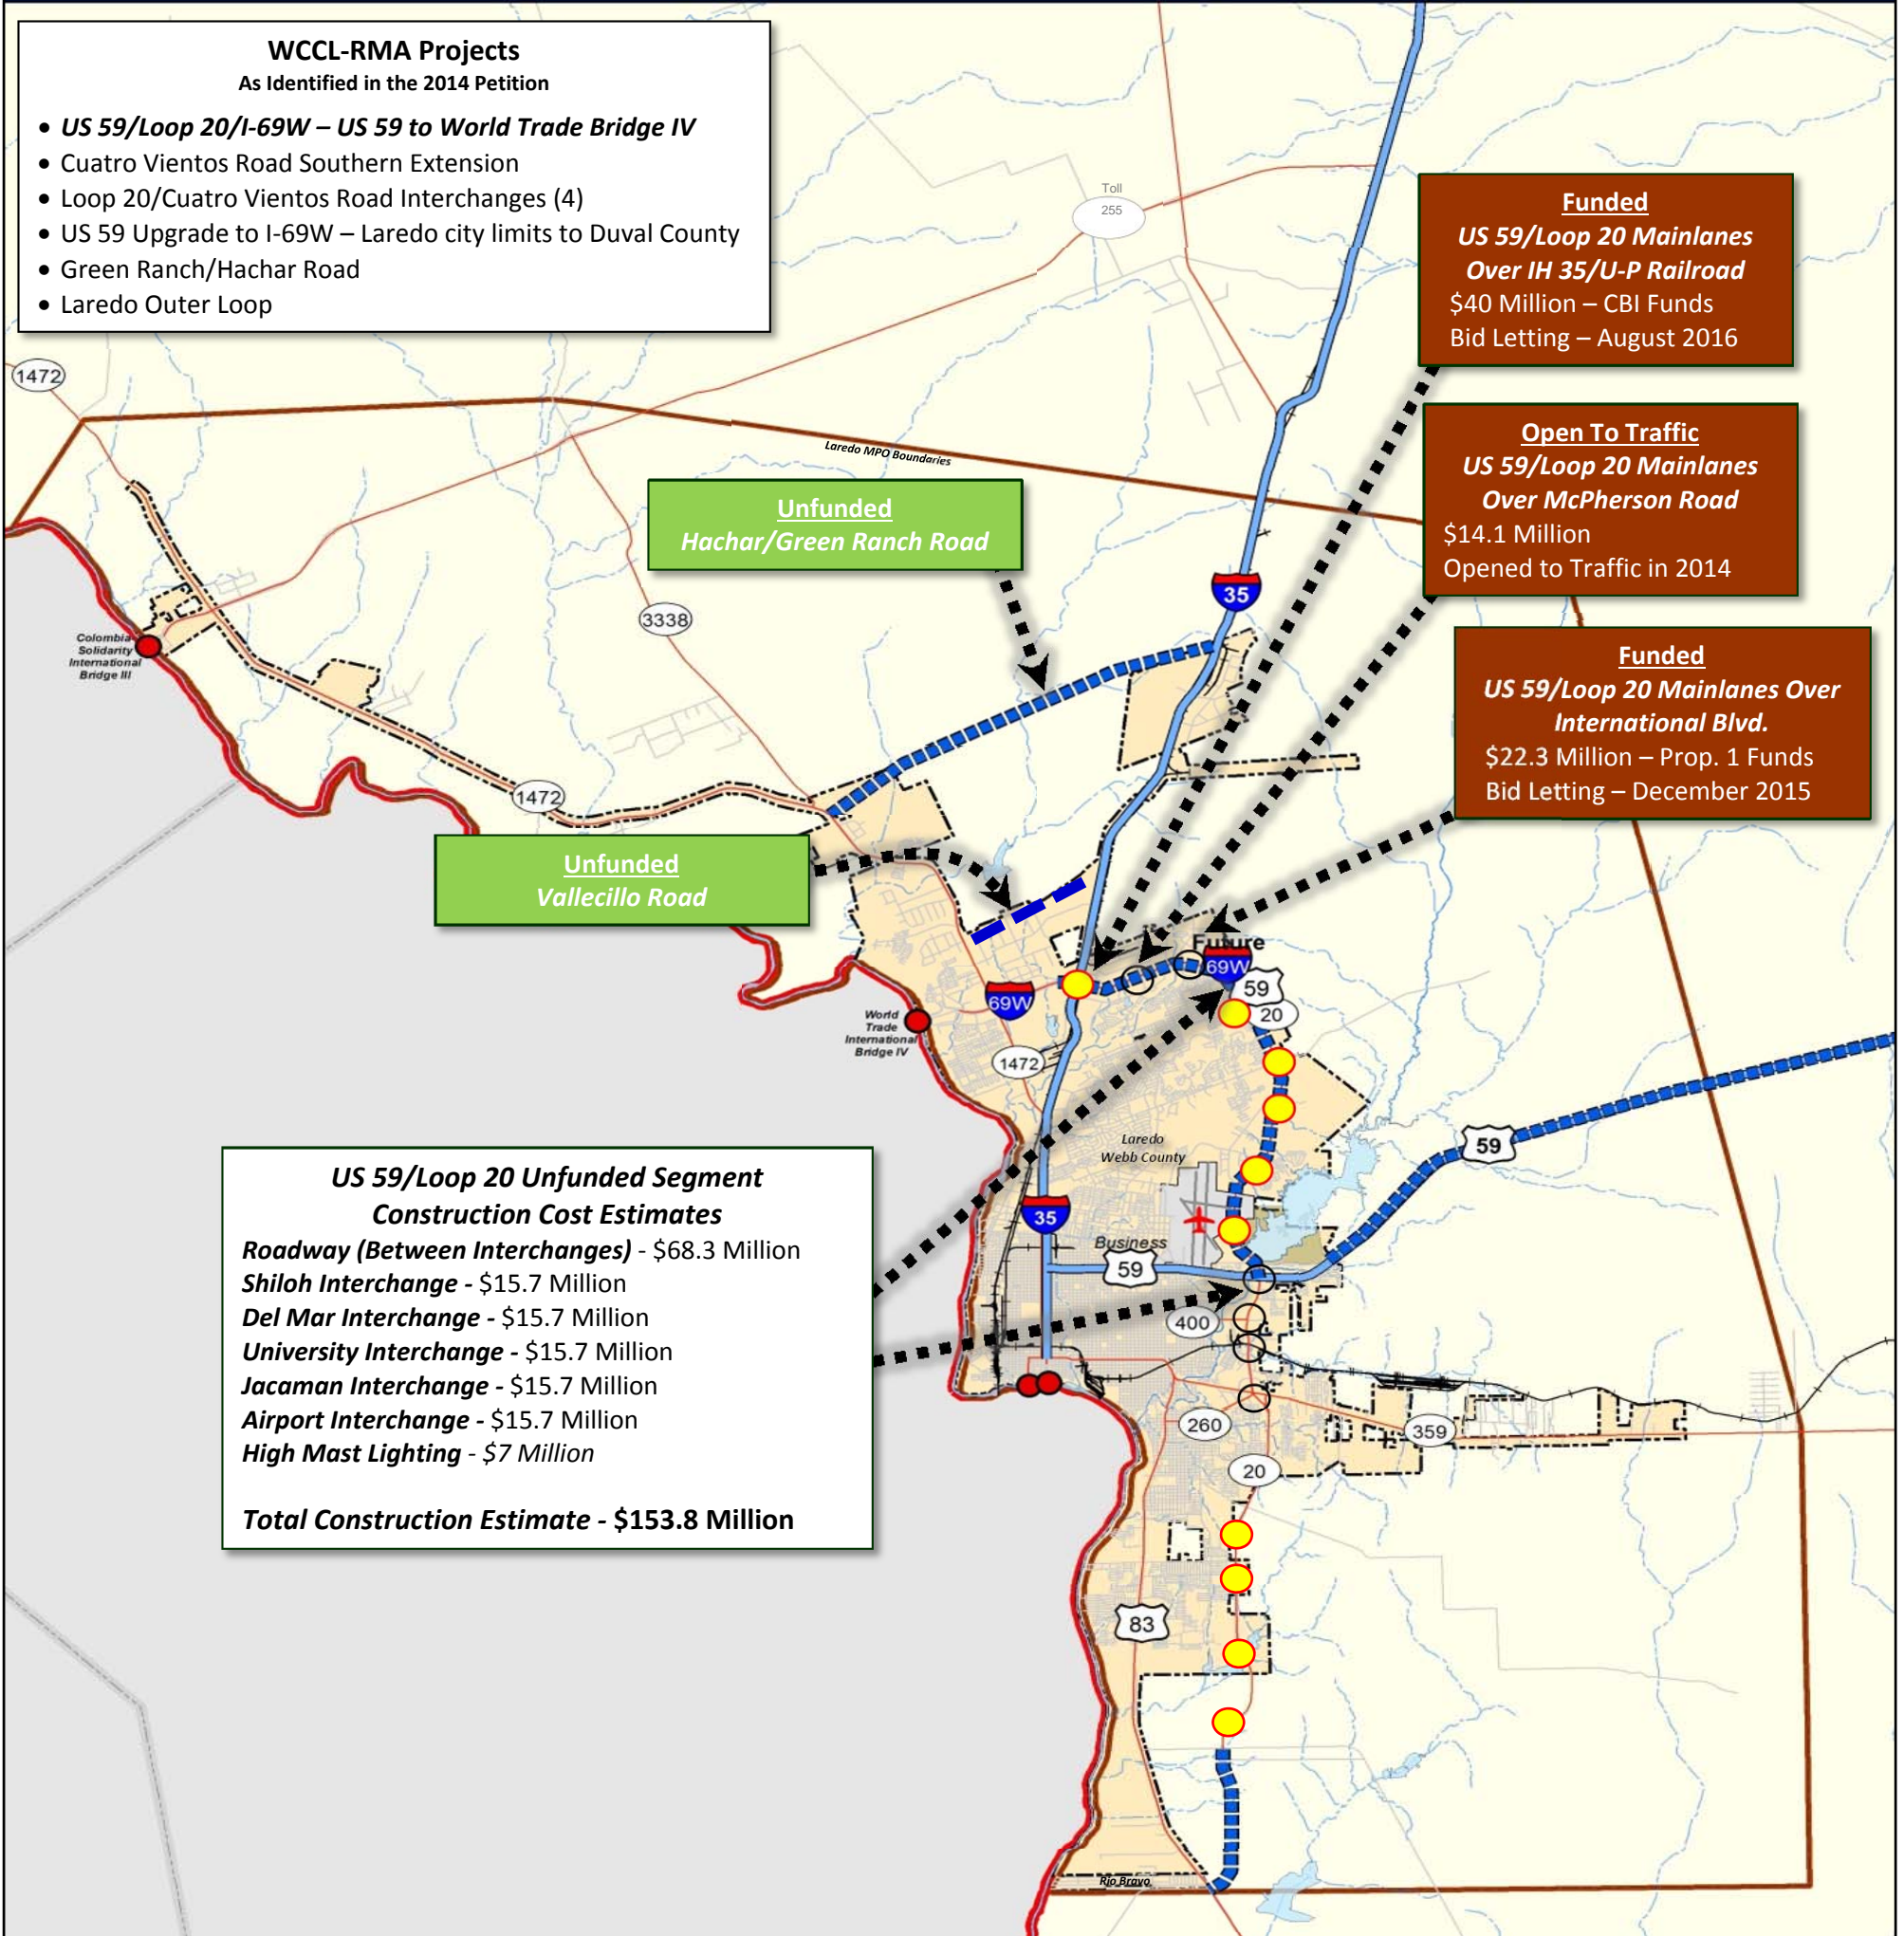 WCCL-RMA Projects
As Identified in the 2014 Petition
• US 59/Loop 20/I-69W – US 59 to World Trade Bridge IV
• Cuatro Vientos Road Southern Extension
• Loop 20/Cuatro Vientos Road Interchanges (4)
• US 59 Upgrade to I-69W – Laredo city limits to Duval County
• Green Ranch/Hachar Road
• Laredo Outer Loop
Toll
255
Funded
US 59/Loop 20 Mainlanes
Over IH 35/U-P Railroad
$40 Million – CBI Funds
Bid Letting – August 2016
1472
Laredo MPO Boundaries
Open To Traffic
US 59/Loop 20 Mainlanes
Over McPherson Road
$14.1 Million
Opened to Traffic in 2014
Unfunded
Hachar/Green Ranch Road
35
3338
Colombia
Solidarity
International
Bridge III
Funded
US 59/Loop 20 Mainlanes Over
International Blvd.
$22.3 Million – Prop. 1 Funds
Bid Letting – December 2015
1472
Unfunded
Vallecillo Road
Future
69W
59
20
69W
World
Trade
International
Bridge IV
1472
Laredo
Webb County
59
US 59/Loop 20 Unfunded Segment
Construction Cost Estimates
Roadway (Between Interchanges) - $68.3 Million
Shiloh Interchange - $15.7 Million
Del Mar Interchange - $15.7 Million
University Interchange - $15.7 Million
Jacaman Interchange - $15.7 Million
Airport Interchange - $15.7 Million
High Mast Lighting - $7 Million
Total Construction Estimate - $153.8 Million
35
Business
59
400
260
359
20
83
Rio Bravo